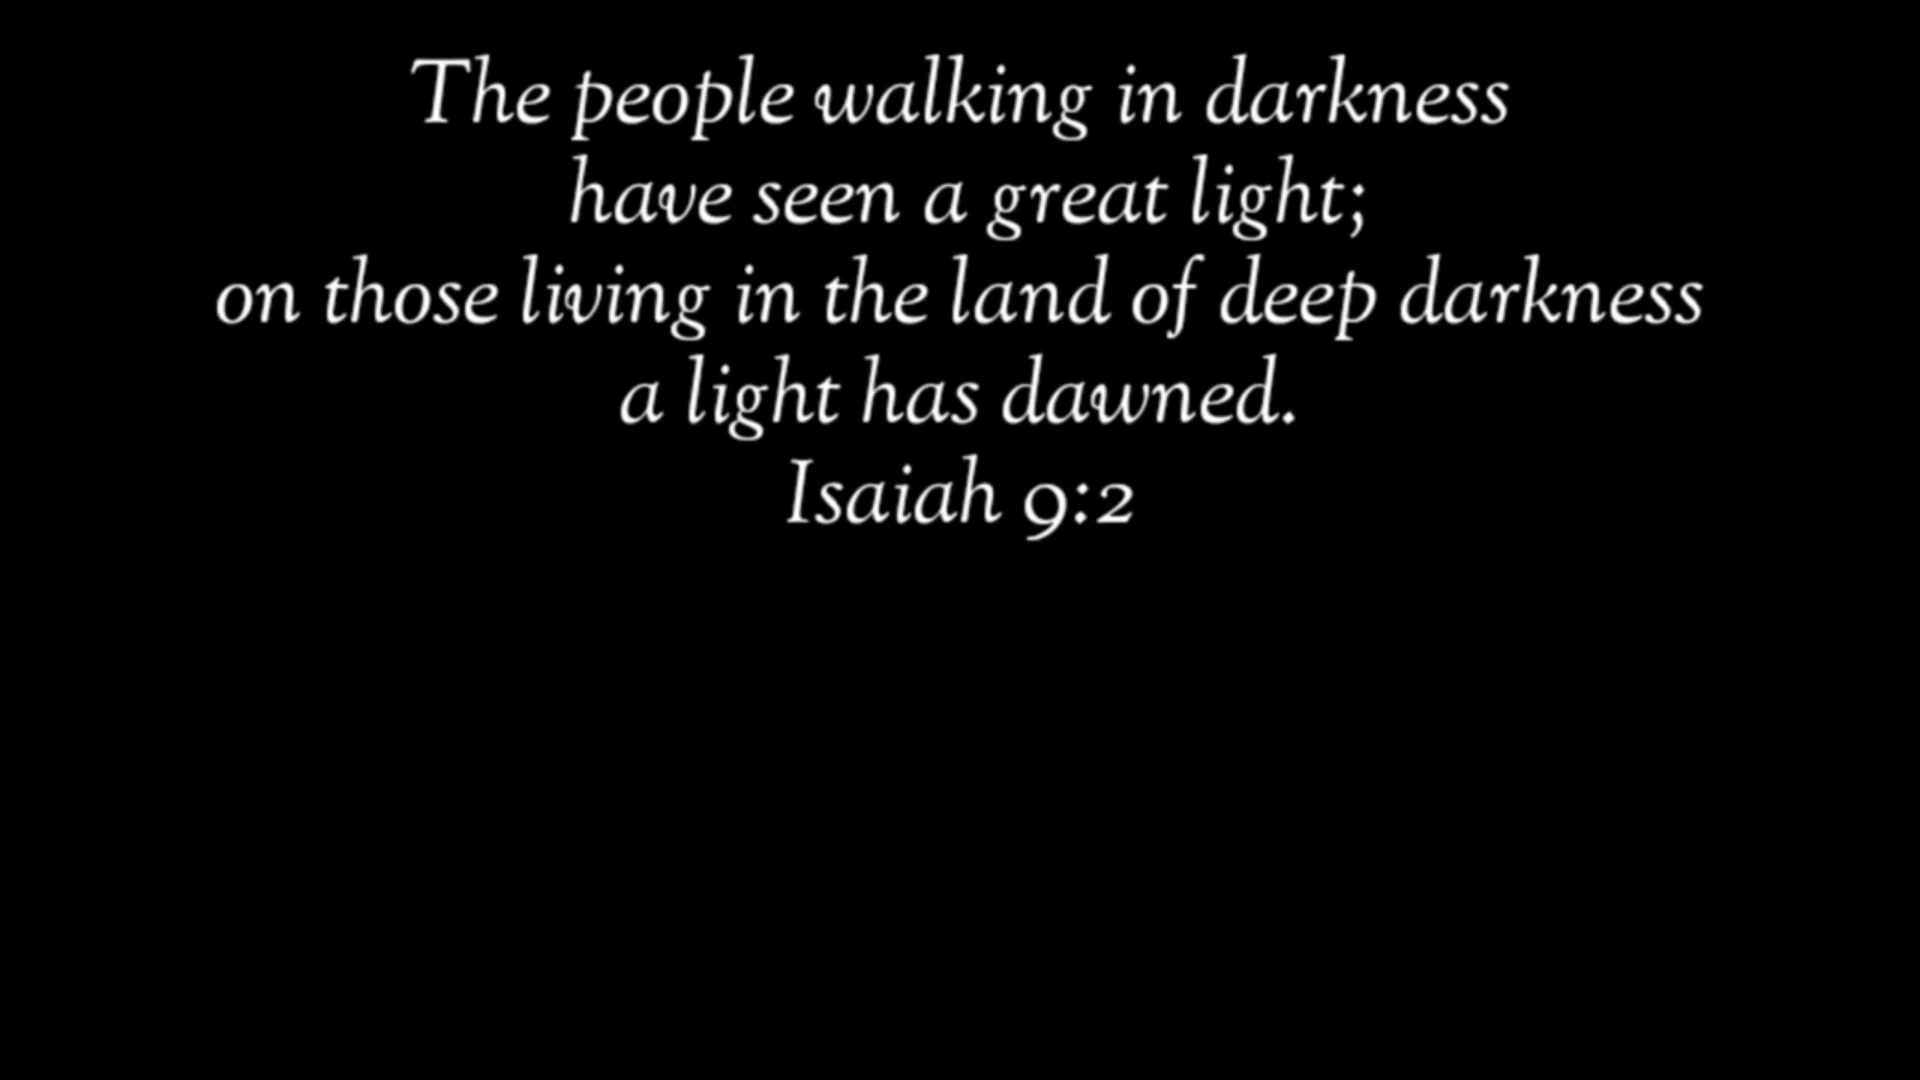 The people walking in darkness
have seen a great light;
on those living in the land of deep darkness
a light has dawned.
Isaiah 9:2